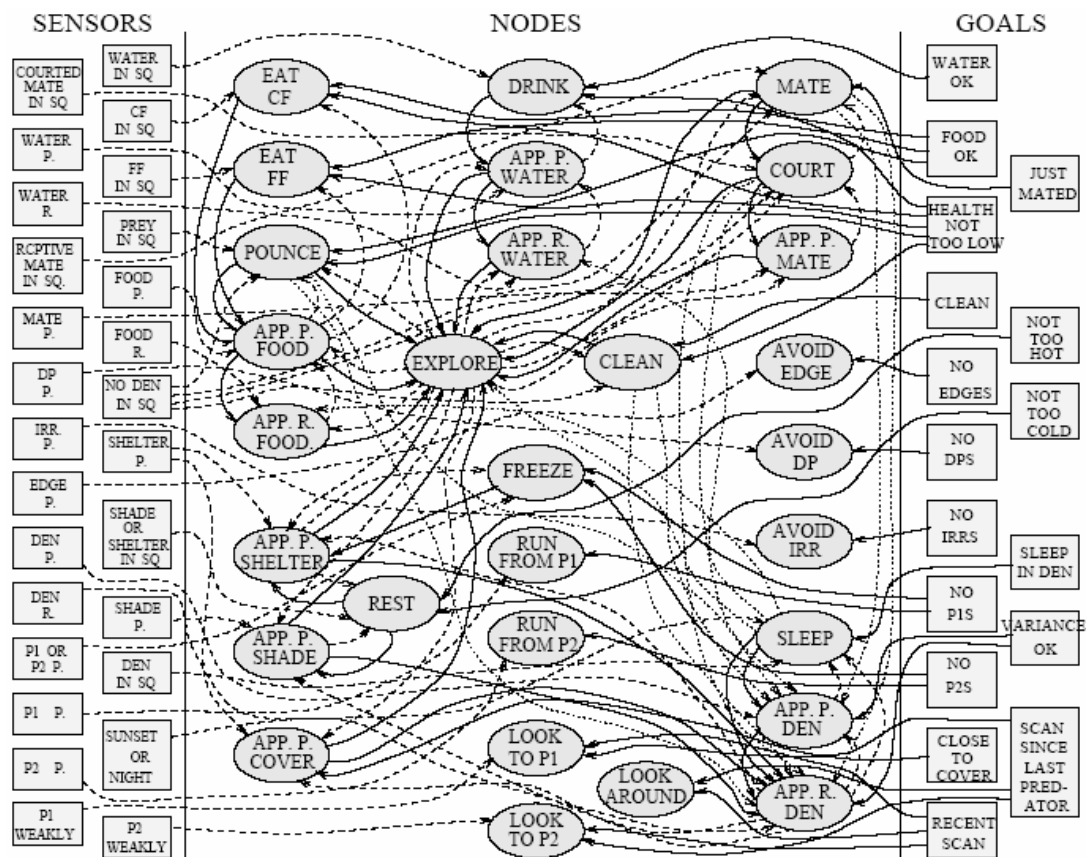 SENSORS
NODES
GOALS
COURTED
MATE
IN SQ
WATER
P.
WATER
R
RCPTIVE
MATE
IN SQ.
MATE
P.
DP
P.
IRR.
P.
EDGE
P.
DEN
P.
DEN
R.
P1 OR
P2 P.
P1 P.
P2 P.
P1
WEAKLY
WATER
IN SQ
CF
IN SQ
FF
IN SQ
PREY
IN SQ
FOOD
P.
FOOD
R.
NO DEN
IN SQ
SHELTER
P.
SHADE
OR
SHELTER
IN SQ
SHADE
P.
DEN
IN SQ
SUNSET
OR
NIGHT
P2
WEAKLY
EAT
CF
EAT
FF
POUNCE
APP. P.
FOOD
APP. R.
FOOD
APP. P.
SHELTER
REST
APP. P.
SHADE
APP. P.
COVER
DRINK
APP. P.
WATER
APP. R.
WATER
EXPLORE
CLEAN
FREEZE
RUN
FROM P1
RUN
FROM P2
LOOK
TO P1
LOOK
AROUND
LOOK
TO P2
MATE
COURT
APP. P.
MATE
AVOID
EDGE
AVOID
DP
AVOID
IRR
SLEEP
APP. P.
DEN
APP. R.
DEN
WATER
OK
FOOD
OK
HEALTH
NOT
TOO LOW
CLEAN
NO
EDGES
NO
DPS
NO
IRRS
NO
P1S
NO
P2S
CLOSE
TO
COVER
RECENT
SCAN
JUST
MATED
NOT
TOO
HOT
NOT
TOO
COLD
SLEEP
IN DEN
VARIANCE
OK
SCAN
SINCE
LAST
PRED-
ATOR